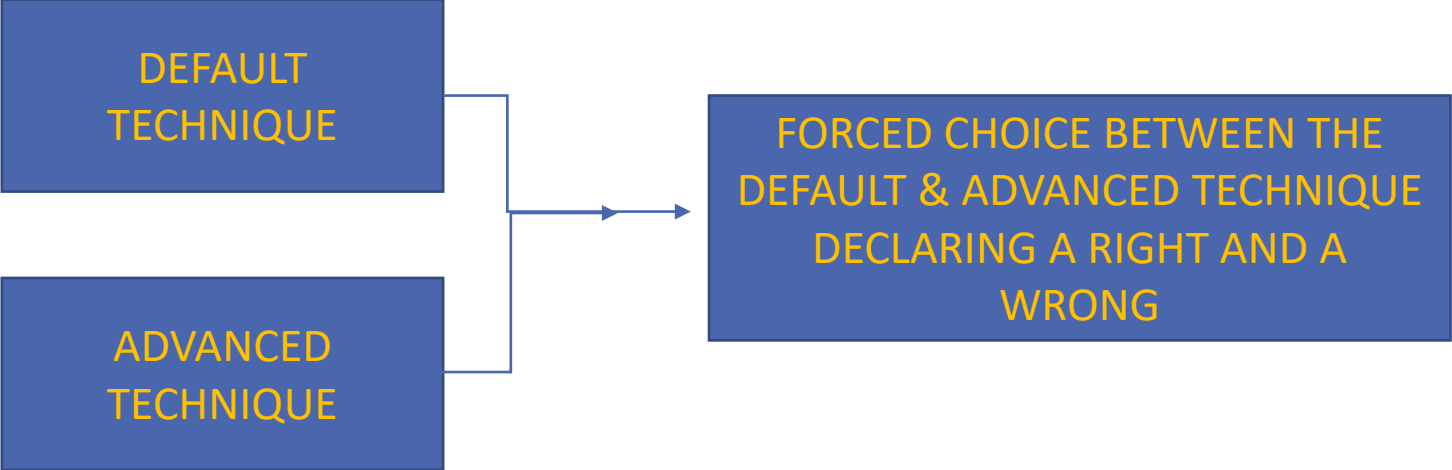 DEFAULT
TECHNIQUE
FORCED CHOICE BETWEEN THE
DEFAULT & ADVANCED TECHNIQUE
DECLARING A RIGHT AND A
WRONG
ADVANCED
TECHNIQUE